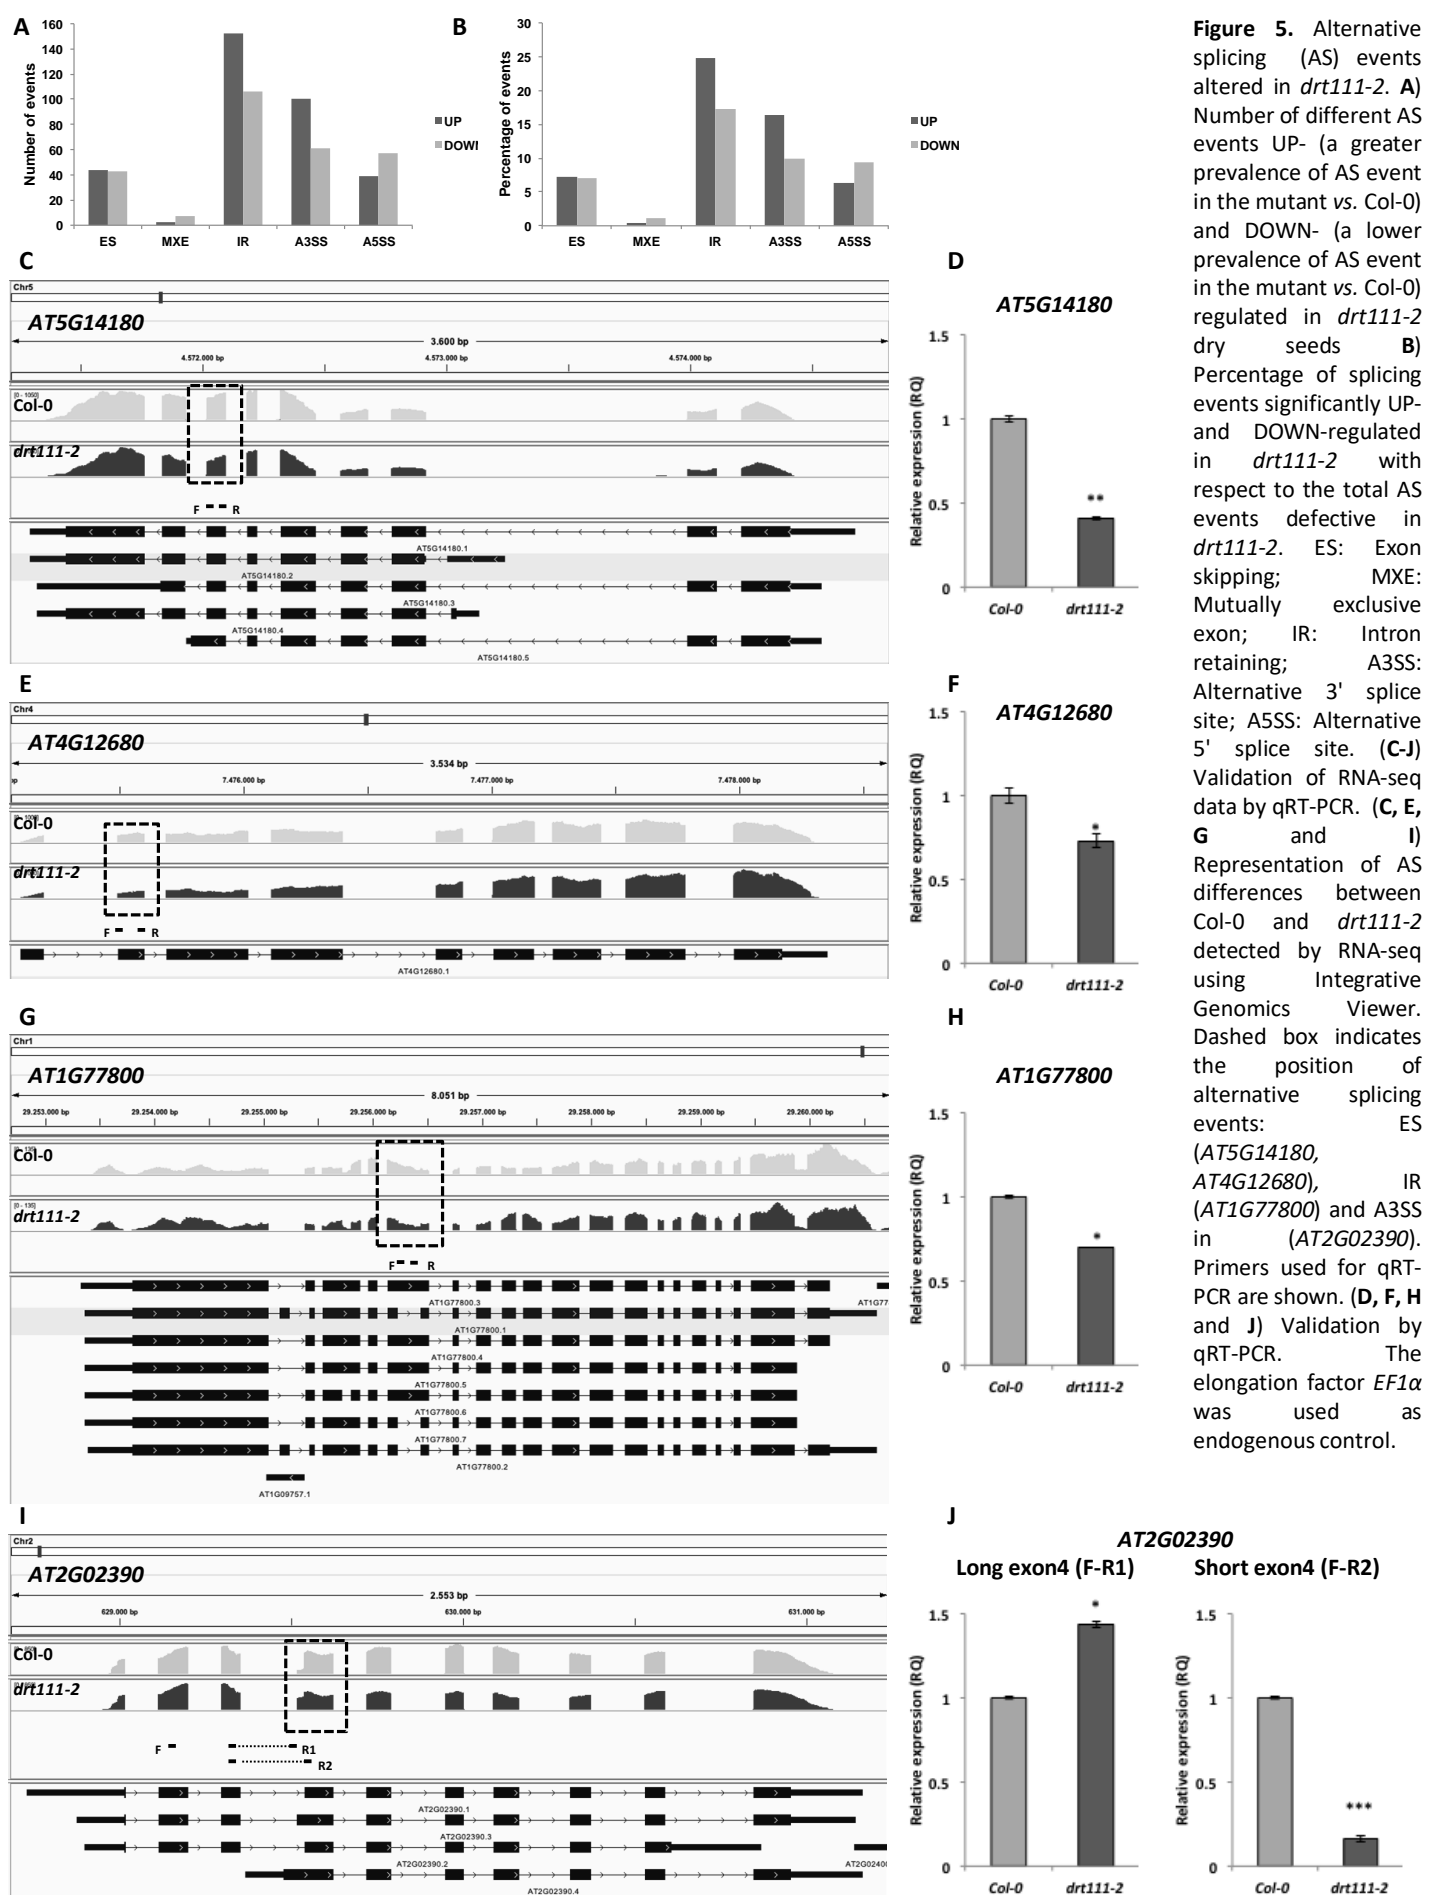 A
160
140
120
100
80
60
40
20
0
Number of events
ES MXE IR A3SS A5SS
UP
DOWI
B
30
25
20
15
10
5
0
Percentage of events
ES MXE IR A3SS A5SS
UP
DOWN
Figure 5. Alternative
splicing (AS) events
altered in drt111-2. A)
Number of different AS
events UP- (a greater
prevalence of AS event
in the mutant vs. Col-0)
and DOWN- (a lower
prevalence of AS event
in the mutant vs. Col-0)
regulated in drt111-2
dry seeds B)
Percentage of splicing
events significantly UP-
and DOWN-regulated
in drt111-2 with
respect to the total AS
events defective in
drt111-2. ES: Exon
skipping; MXE:
Mutually exclusive
exon; IR: Intron
retaining; A3SS:
Alternative 3' splice
site; A5SS: Alternative
5' splice site. (C-J)
Validation of RNA-seq
data by qRT-PCR. (C, E,
G and I)
Representation of AS
differences between
Col-0 and drt111-2
detected by RNA-seq
using Integrative
Genomics Viewer.
Dashed box indicates
the position of
alternative splicing
events: ES
(AT5G14180,
AT4G12680), IR
(AT1G77800) and A3SS
in (AT2G02390).
Primers used for qRT-
PCR are shown. (D, F, H
and J) Validation by
qRT-PCR. The
elongation factor EF1α
was used as
endogenous control.
C
Chr5
AT5G14180
3.600 bp
4.572.000 bp 4.573.000 bp 4.574.000 bp
Col-0
drt111-2
F R
AT5G14180.1
AT5G14180.2
AT5G14180.3
AT5G14180.4
AT5G14180.5
D
AT5G14180
1.5
1
0.5
0
Relative expression (RQ)
**
Col-0 drt111-2
E
Chr4
AT4G12680
3.534 bp
7.476.000 bp 7.477.000 bp 7.478.000 bp
Col-0
drt111-2
F R
AT4G12680.1
F
AT4G12680
1.5
1
0.5
0
Relative expression (RQ)
*
Col-0 drt111-2
G
Chr1
AT1G77800
8.051 bp
29.253.000 bp 29.254.000 bp 29.255.000 bp 29.256.000 bp 29.257.000 bp 29.258.000 bp 29.259.000 bp 29.260.000 bp
Col-0
[0 - 135]
drt111-2
F R
AT1G77800.3
AT1G77
AT1G77800.1
AT1G77800.4
AT1G77800.5
AT1G77800.6
AT1G77800.7
AT1G77800.2
AT1G09757.1
H
AT1G77800
1.5
1
0.5
0
Relative expression (RQ)
*
Col-0 drt111-2
I
Chr2
AT2G02390
2.553 bp
629.000 bp 630.000 bp 631.000 bp
Col-0
drt111-2
F R1
R2
AT2G02390.1
AT2G02390.3
AT2G02390.2
AT2G0240
AT2G02390.4
J
AT2G02390
Long exon4 (F-R1) Short exon4 (F-R2)
1.5
1
0.5
0
Relative expression (RQ)
*
Col-0 drt111-2
1.5
1
0.5
0
Relative expression (RQ)
***
Col-0 drt111-2